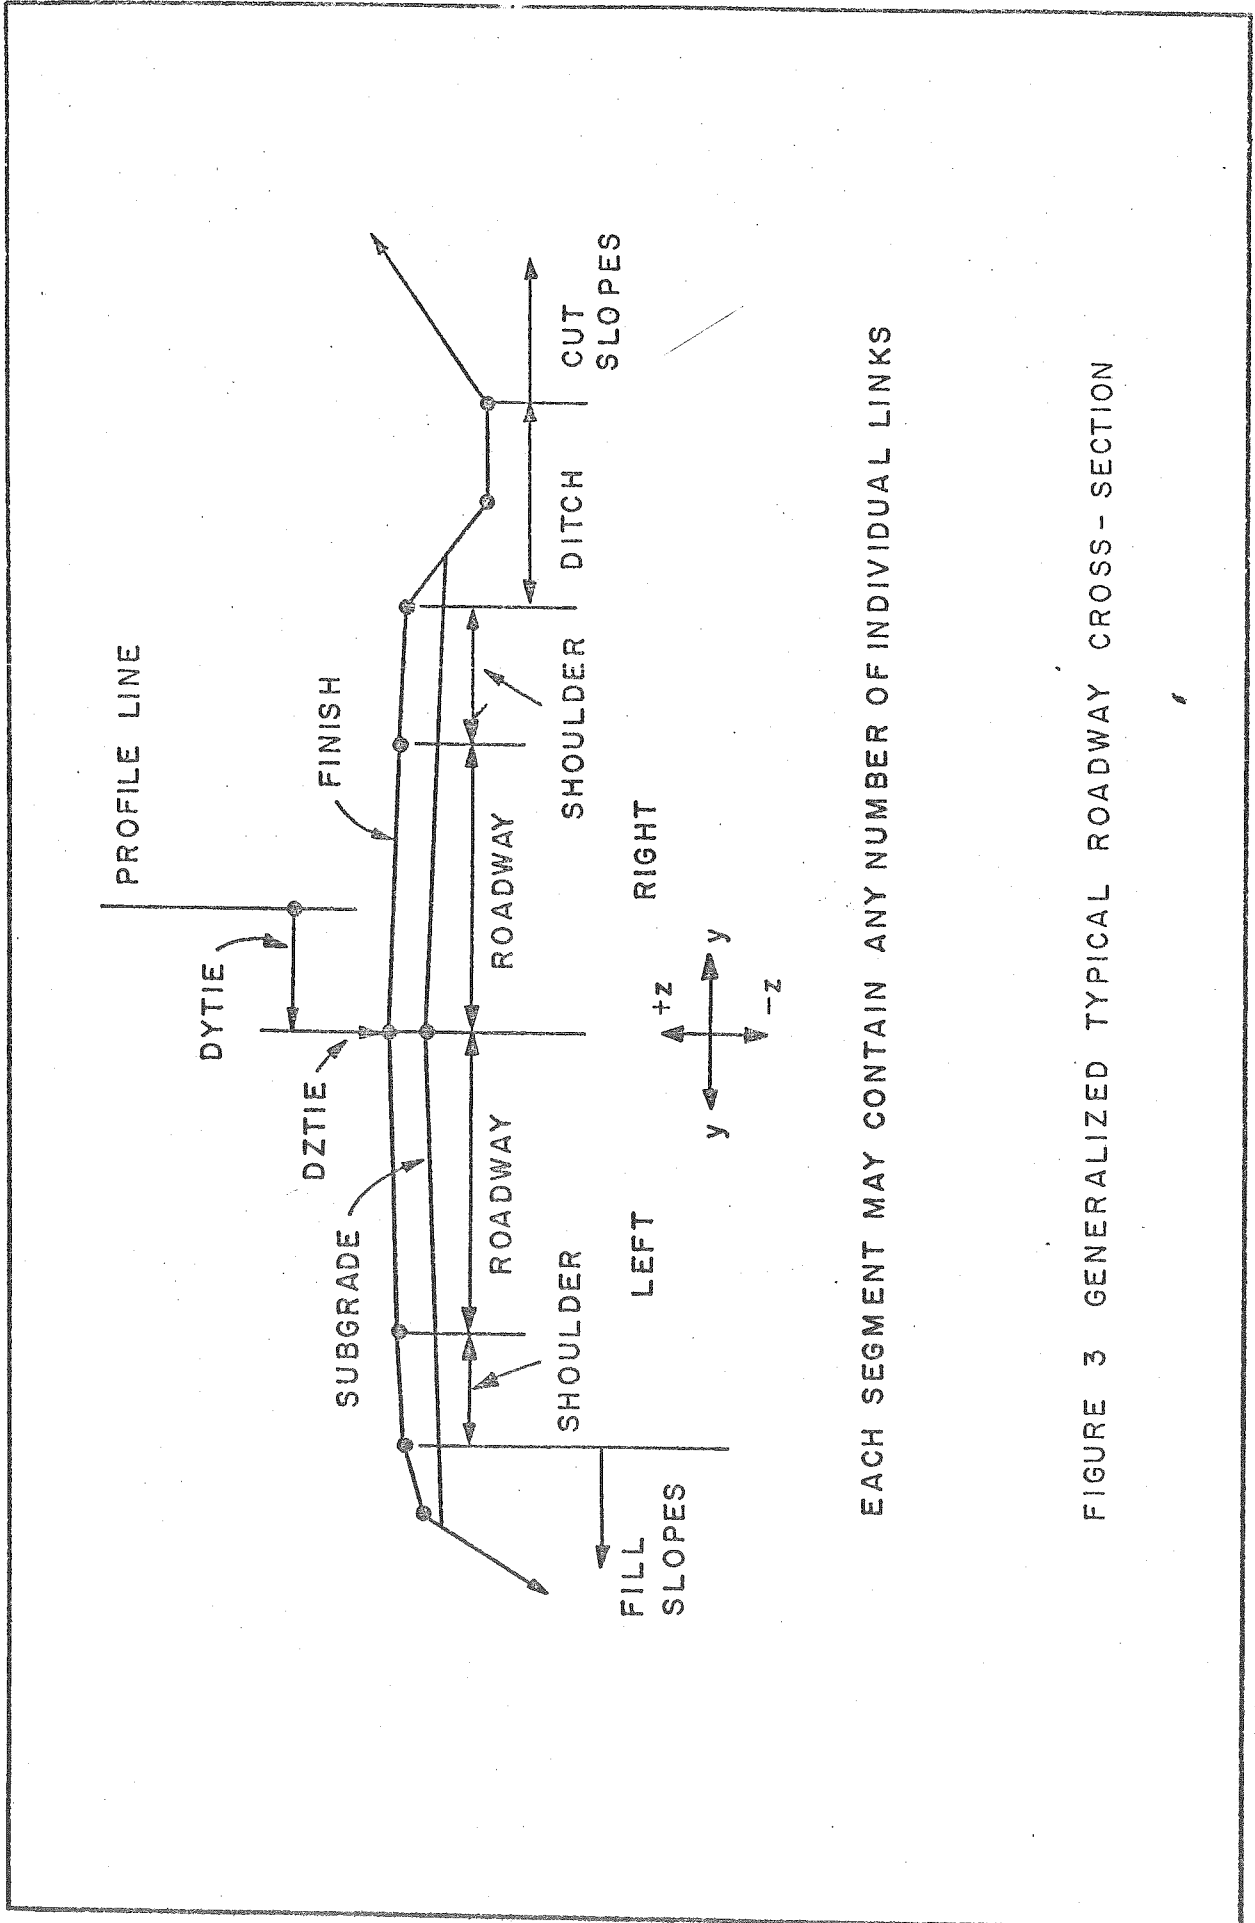 PROFILE LINE
DYTIE
DZTIE
FINISH
SUBGRADE
ROADWAY
ROADWAY
SHOULDER
SHOULDER
DITCH
CUT
SLOPES
FILL
SLOPES
LEFT
RIGHT
+z
y
y
-z
EACH SEGMENT MAY CONTAIN ANY NUMBER OF INDIVIDUAL LINKS
FIGURE 3 GENERALIZED TYPICAL ROADWAY CROSS-SECTION